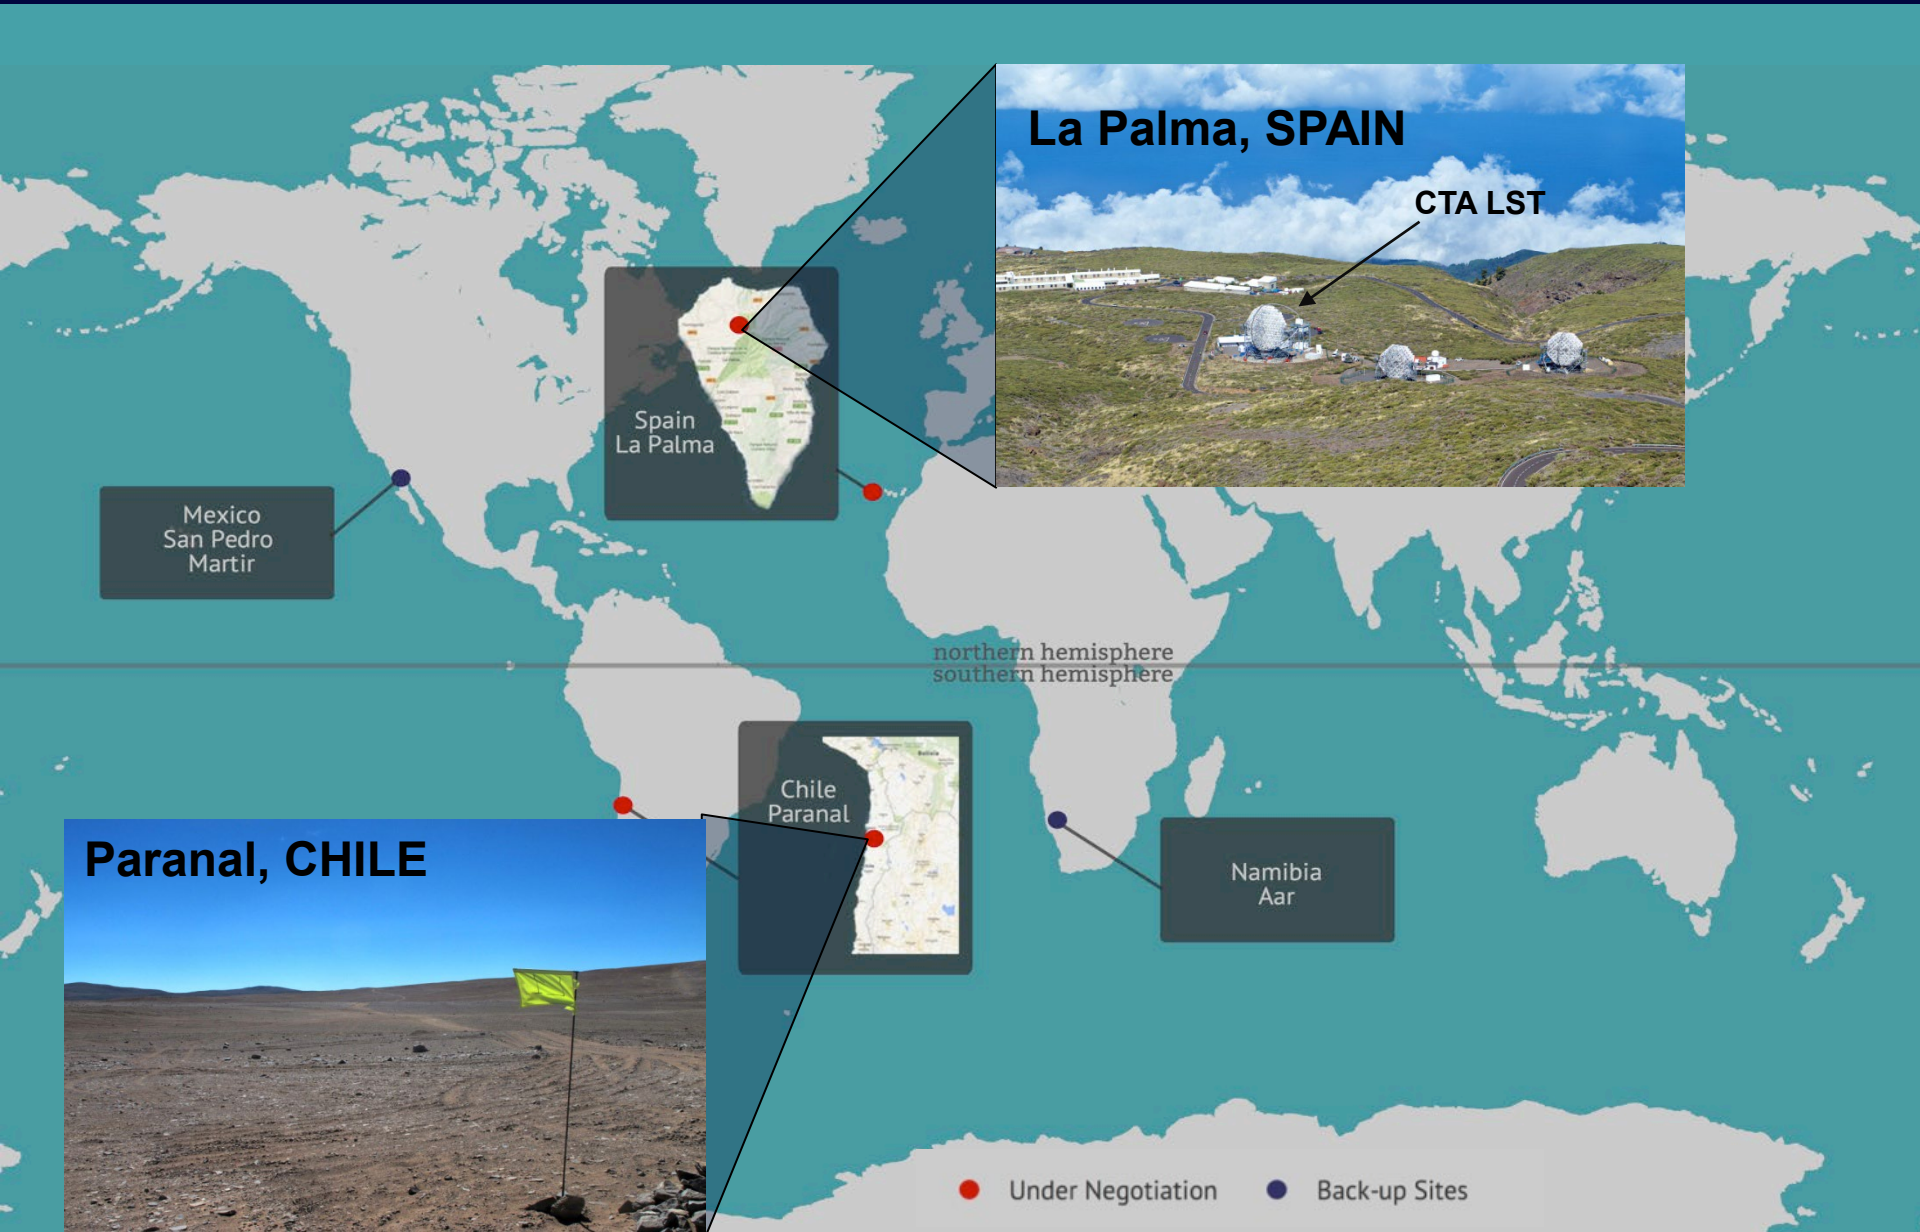 La Palma, SPAIN
CTA LST
Spain
La Palma
Mexico
San Pedro
Martir
northern hemisphere
southern hemisphere
Chile
Paranal
Bolivia
Paranal, CHILE
Namibia
Aar
Under Negotiation
Back-up Sites